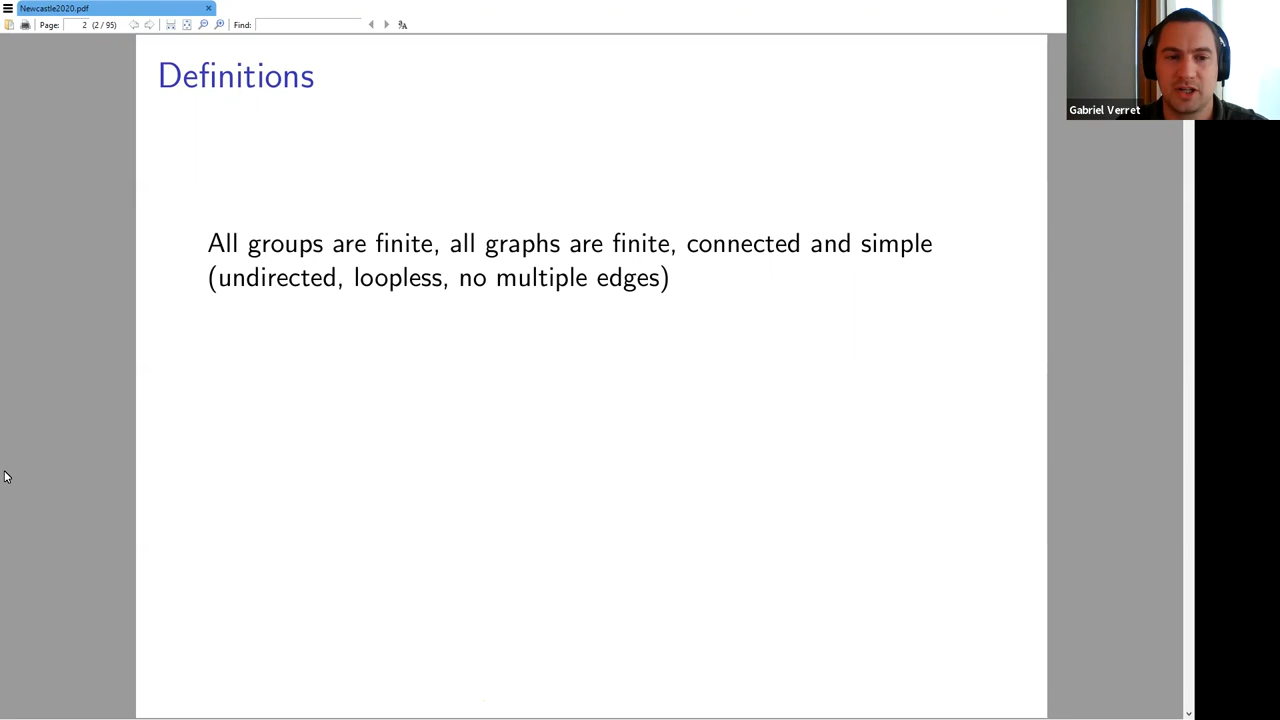 Newcastle2020.pdf
Page: 2 (2 / 95) Find:
Definitions
Gabriel Verret
All groups are finite, all graphs are finite, connected and simple
(undirected, loopless, no multiple edges)